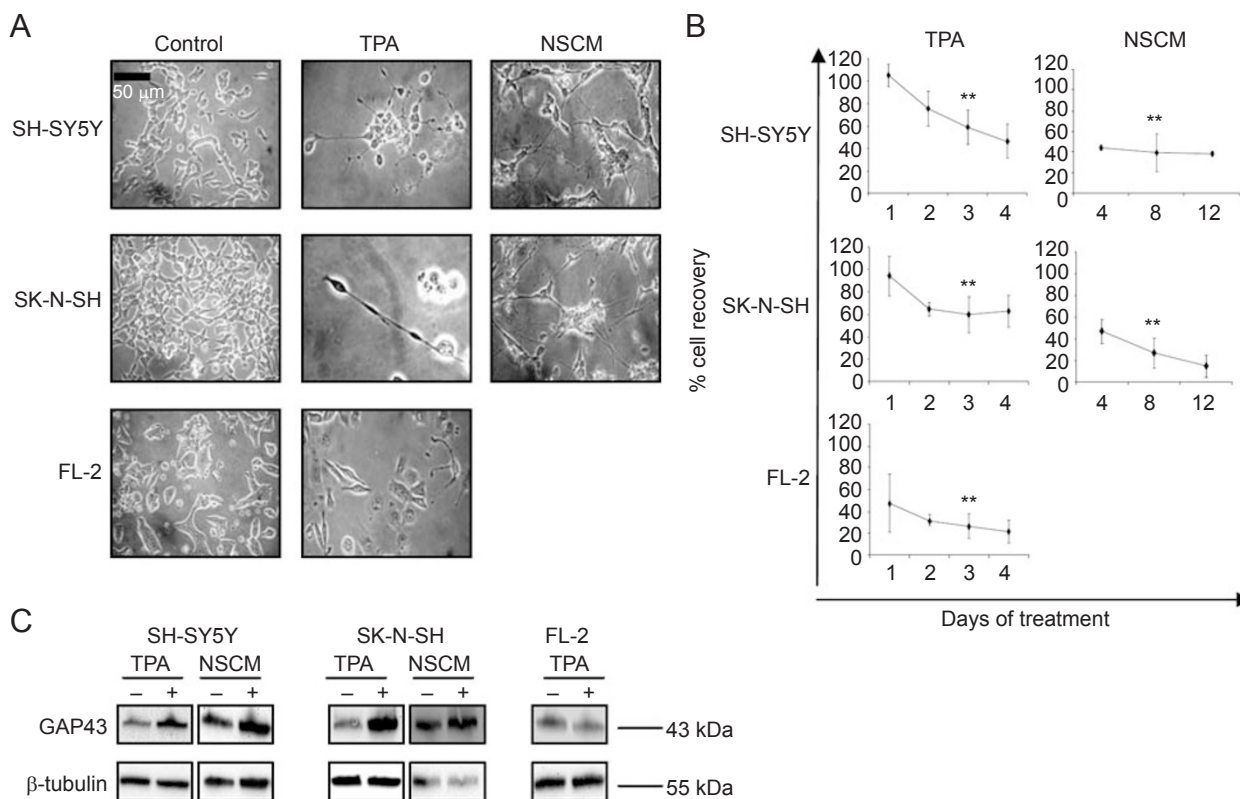 A
Control TPA NSCM
50 µm
SH-SY5Y
SK-N-SH
FL-2
B
TPA NSCM
% cell recovery
SH-SY5Y
120
100
80
60
40
20
0
**
1 2 3 4
120
100
80
60
40
20
0
**
4 8 12
SK-N-SH
120
100
80
60
40
20
0
**
1 2 3 4
120
100
80
60
40
20
0
**
4 8 12
FL-2
120
100
80
60
40
20
0
**
1 2 3 4
Days of treatment
C
SH-SY5Y SK-N-SH FL-2
TPA NSCM TPA NSCM TPA
– + – + – + – + – +
GAP43 43 kDa
β-tubulin 55 kDa